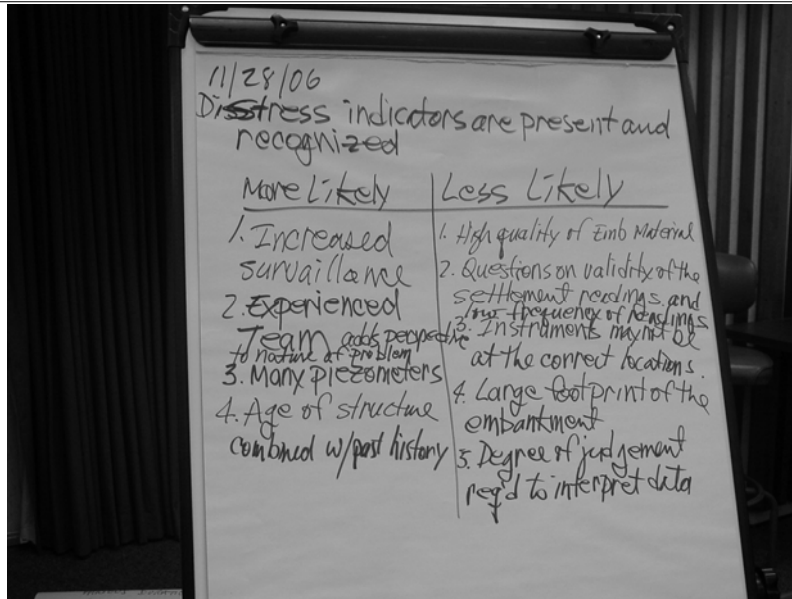 11/28/06
Distress indicators are present and
recognized
More Likely
1. Increased
survaillance
2. Experienced
Team adds perspective
to nature of problem
3. Many piezometers
4. Age of structure
combined w/past history
Less Likely
1. High quality of Emb Material
2. Questions on validity of the
settlement readings, and
low frequency of readings
3. Instruments may not be
at the correct locations.
4. Large footprint of the
embantment
5. Degree of judgement
req'd to interpret data